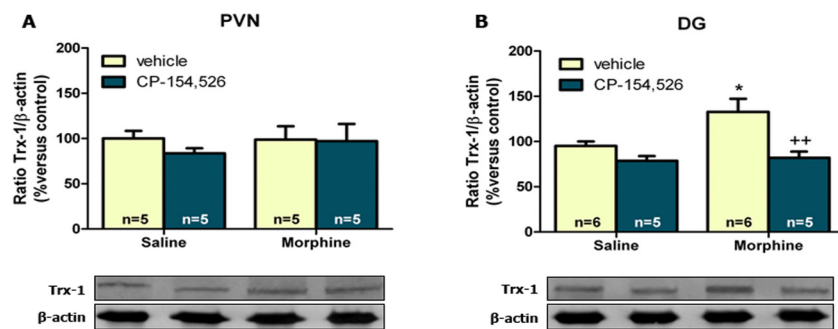 A
PVN
Ratio Trx-1/β-actin
(%versus control)
200
150
100
50
0
vehicle
CP-154,526
n=5
n=5
n=5
n=5
Saline
Morphine
Trx-1
β-actin
B
DG
Ratio Trx-1/β-actin
(%versus control)
200
150
100
50
0
vehicle
CP-154,526
*
++
n=6
n=5
n=6
n=5
Saline
Morphine
Trx-1
β-actin